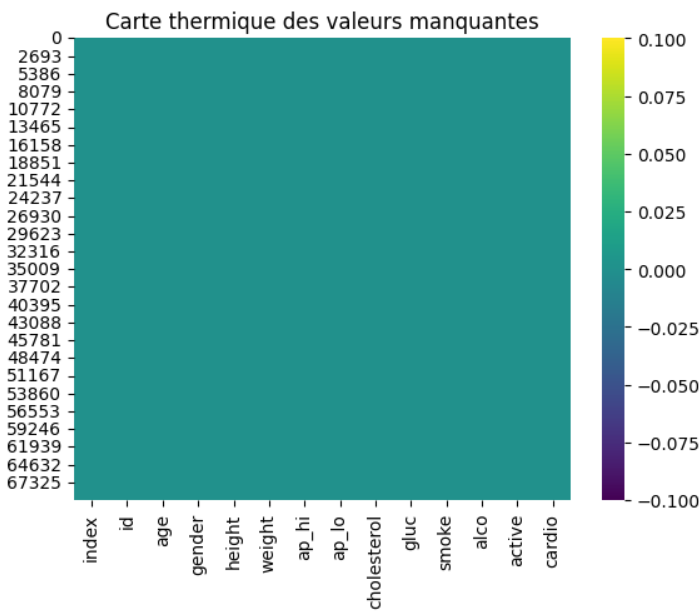 Carte thermique des valeurs manquantes
0
2693
5386
8079
10772
13465
16158
18851
21544
24237
26930
29623
32316
35009
37702
40395
43088
45781
48474
51167
53860
56553
59246
61939
64632
67325
index
id
age
gender
height
weight
ap_hi
ap_lo
cholesterol
gluc
smoke
alco
active
cardio
0.100
0.075
0.050
0.025
0.000
−0.025
−0.050
−0.075
−0.100